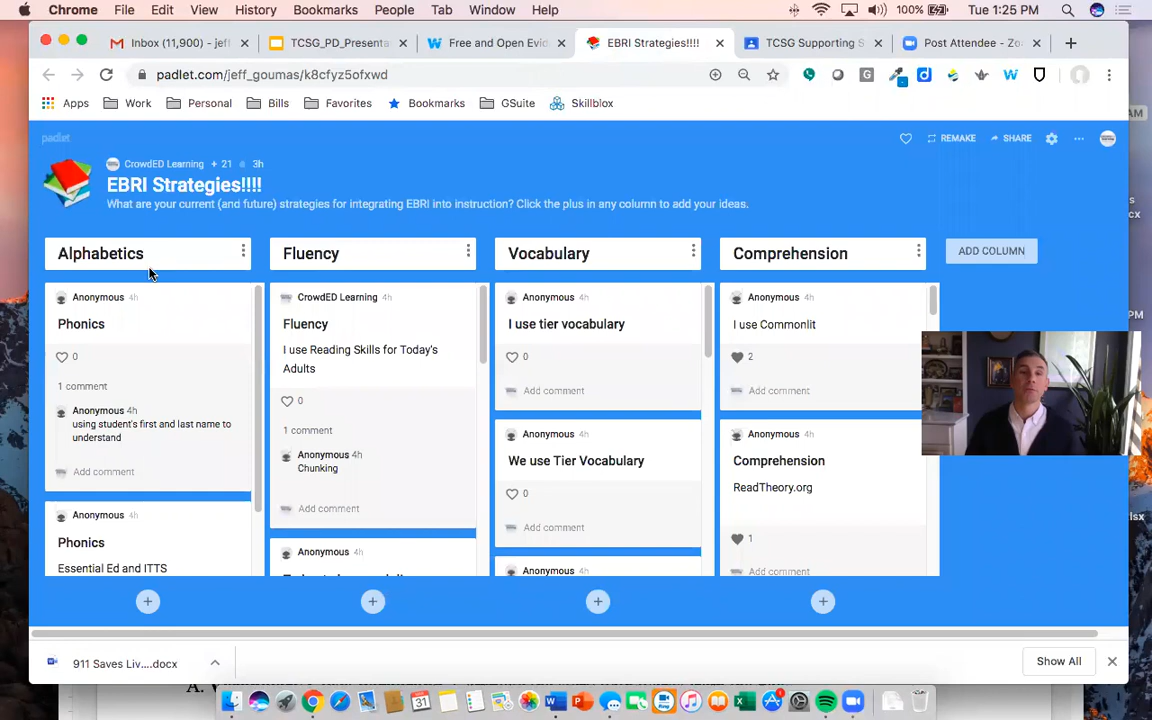 Chrome File Edit View History Bookmarks People Tab Window Help 100% Tue 1:25 PM
Inbox (11,900) - jeff TCSG_PD_Presenta Free and Open Evid EBRI Strategies!!!! TCSG Supporting S Post Attendee - Zo
padlet.com/jeff_goumas/k8cfyz5ofxwd
Apps Work Personal Bills Favorites Bookmarks GSuite Skillblox
padlet
REMAKE SHARE
CrowdED Learning + 21 3h
EBRI Strategies!!!!
What are your current (and future) strategies for integrating EBRI into instruction? Click the plus in any column to add your ideas.
Alphabetics
Anonymous 4h
Phonics
0
1 comment
Anonymous 4h
using student's first and last name to
understand
Add comment
Anonymous 4h
Phonics
Essential Ed and ITTS
Fluency
CrowdED Learning 4h
Fluency
I use Reading Skills for Today's
Adults
0
1 comment
Anonymous 4h
Chunking
Add comment
Anonymous 4h
Vocabulary
Anonymous 4h
I use tier vocabulary
0
Add comment
Anonymous 4h
We use Tier Vocabulary
0
Add comment
Anonymous 4h
Comprehension
Anonymous 4h
I use Commonlit
2
Add comment
Anonymous 4h
Comprehension
ReadTheory.org
1
Add comment
ADD COLUMN
AM
s
cx
PM
xlsx
911 Saves Liv....docx
Show All
A.